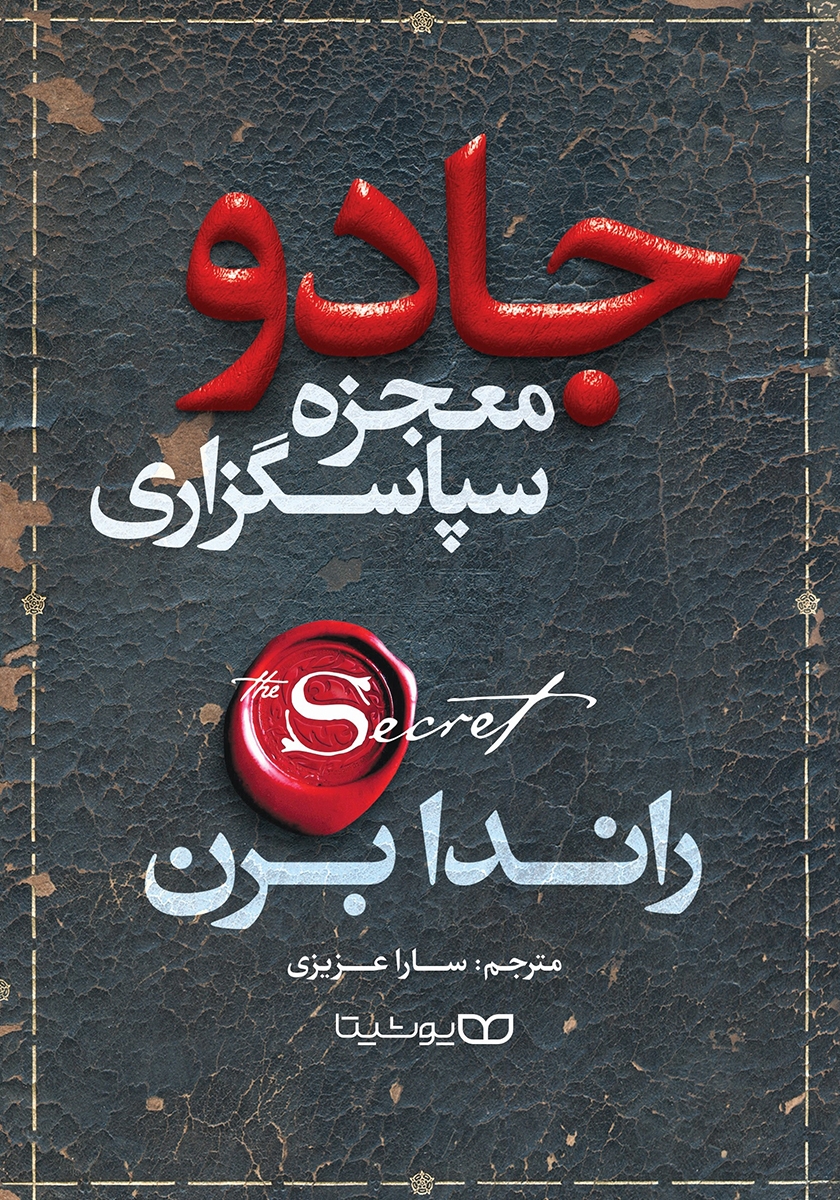 جادو
معجزه
سپاسگزاری
the Secret
راندا برن
مترجم: سارا عزیزی
یوشیتا